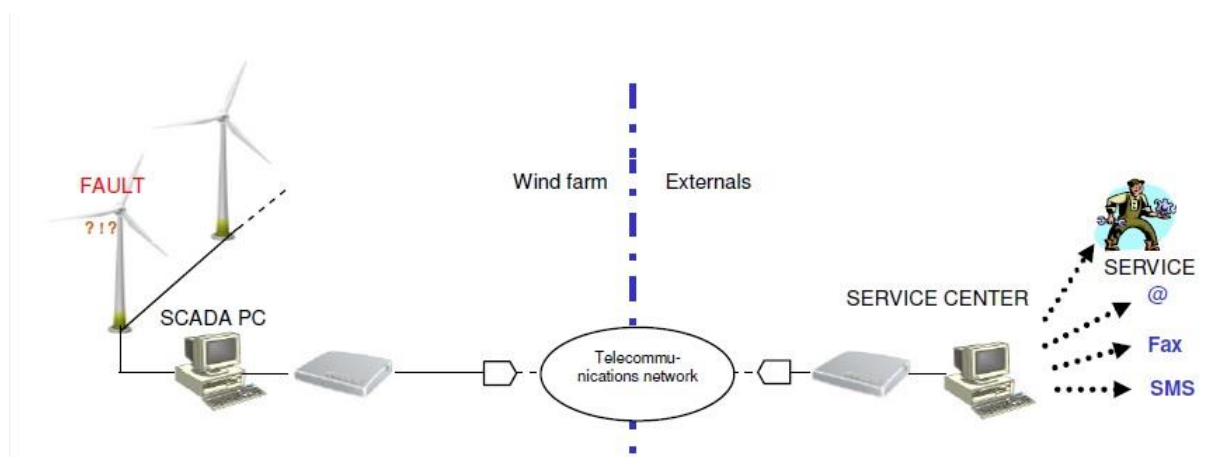 FAULT
? ! ?
Wind farm
Externals
SCADA PC
SERVICE CENTER
SERVICE
@
Fax
SMS
Telecommu-
nications network